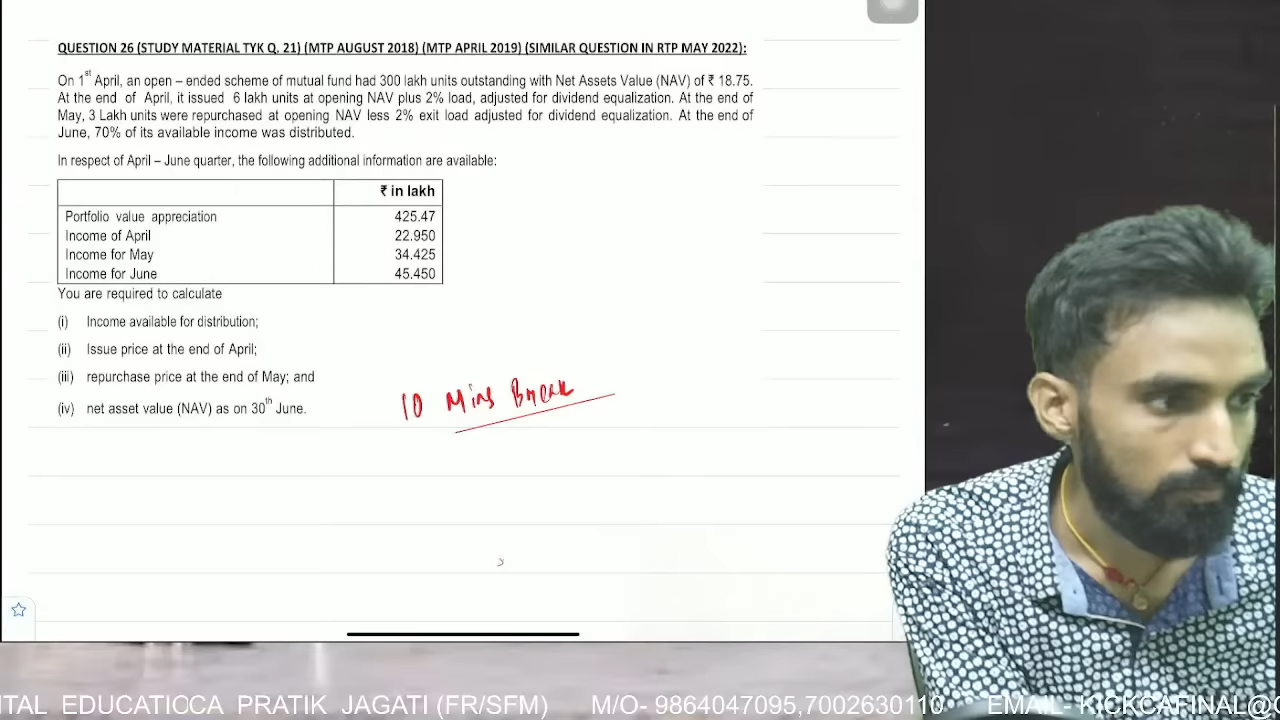 QUESTION 26 (STUDY MATERIAL TYK Q. 21) (MTP AUGUST 2018) (MTP APRIL 2019) (SIMILAR QUESTION IN RTP MAY 2022):
On 1st April, an open – ended scheme of mutual fund had 300 lakh units outstanding with Net Assets Value (NAV) of ₹ 18.75.
At the end of April, it issued 6 lakh units at opening NAV plus 2% load, adjusted for dividend equalization. At the end of
May, 3 Lakh units were repurchased at opening NAV less 2% exit load adjusted for dividend equalization. At the end of
June, 70% of its available income was distributed.
In respect of April – June quarter, the following additional information are available:
₹ in lakh
Portfolio value appreciation 425.47
Income of April 22.950
Income for May 34.425
Income for June 45.450
You are required to calculate
(i) Income available for distribution;
(ii) Issue price at the end of April;
(iii) repurchase price at the end of May; and
(iv) net asset value (NAV) as on 30th June.
10 Mins Break
ITAL EDUCATIOCA PRATIK JAGATI (FR/SFM) M/O- 9864047095,7002630110 EMAIL- KICKCAFINAL@